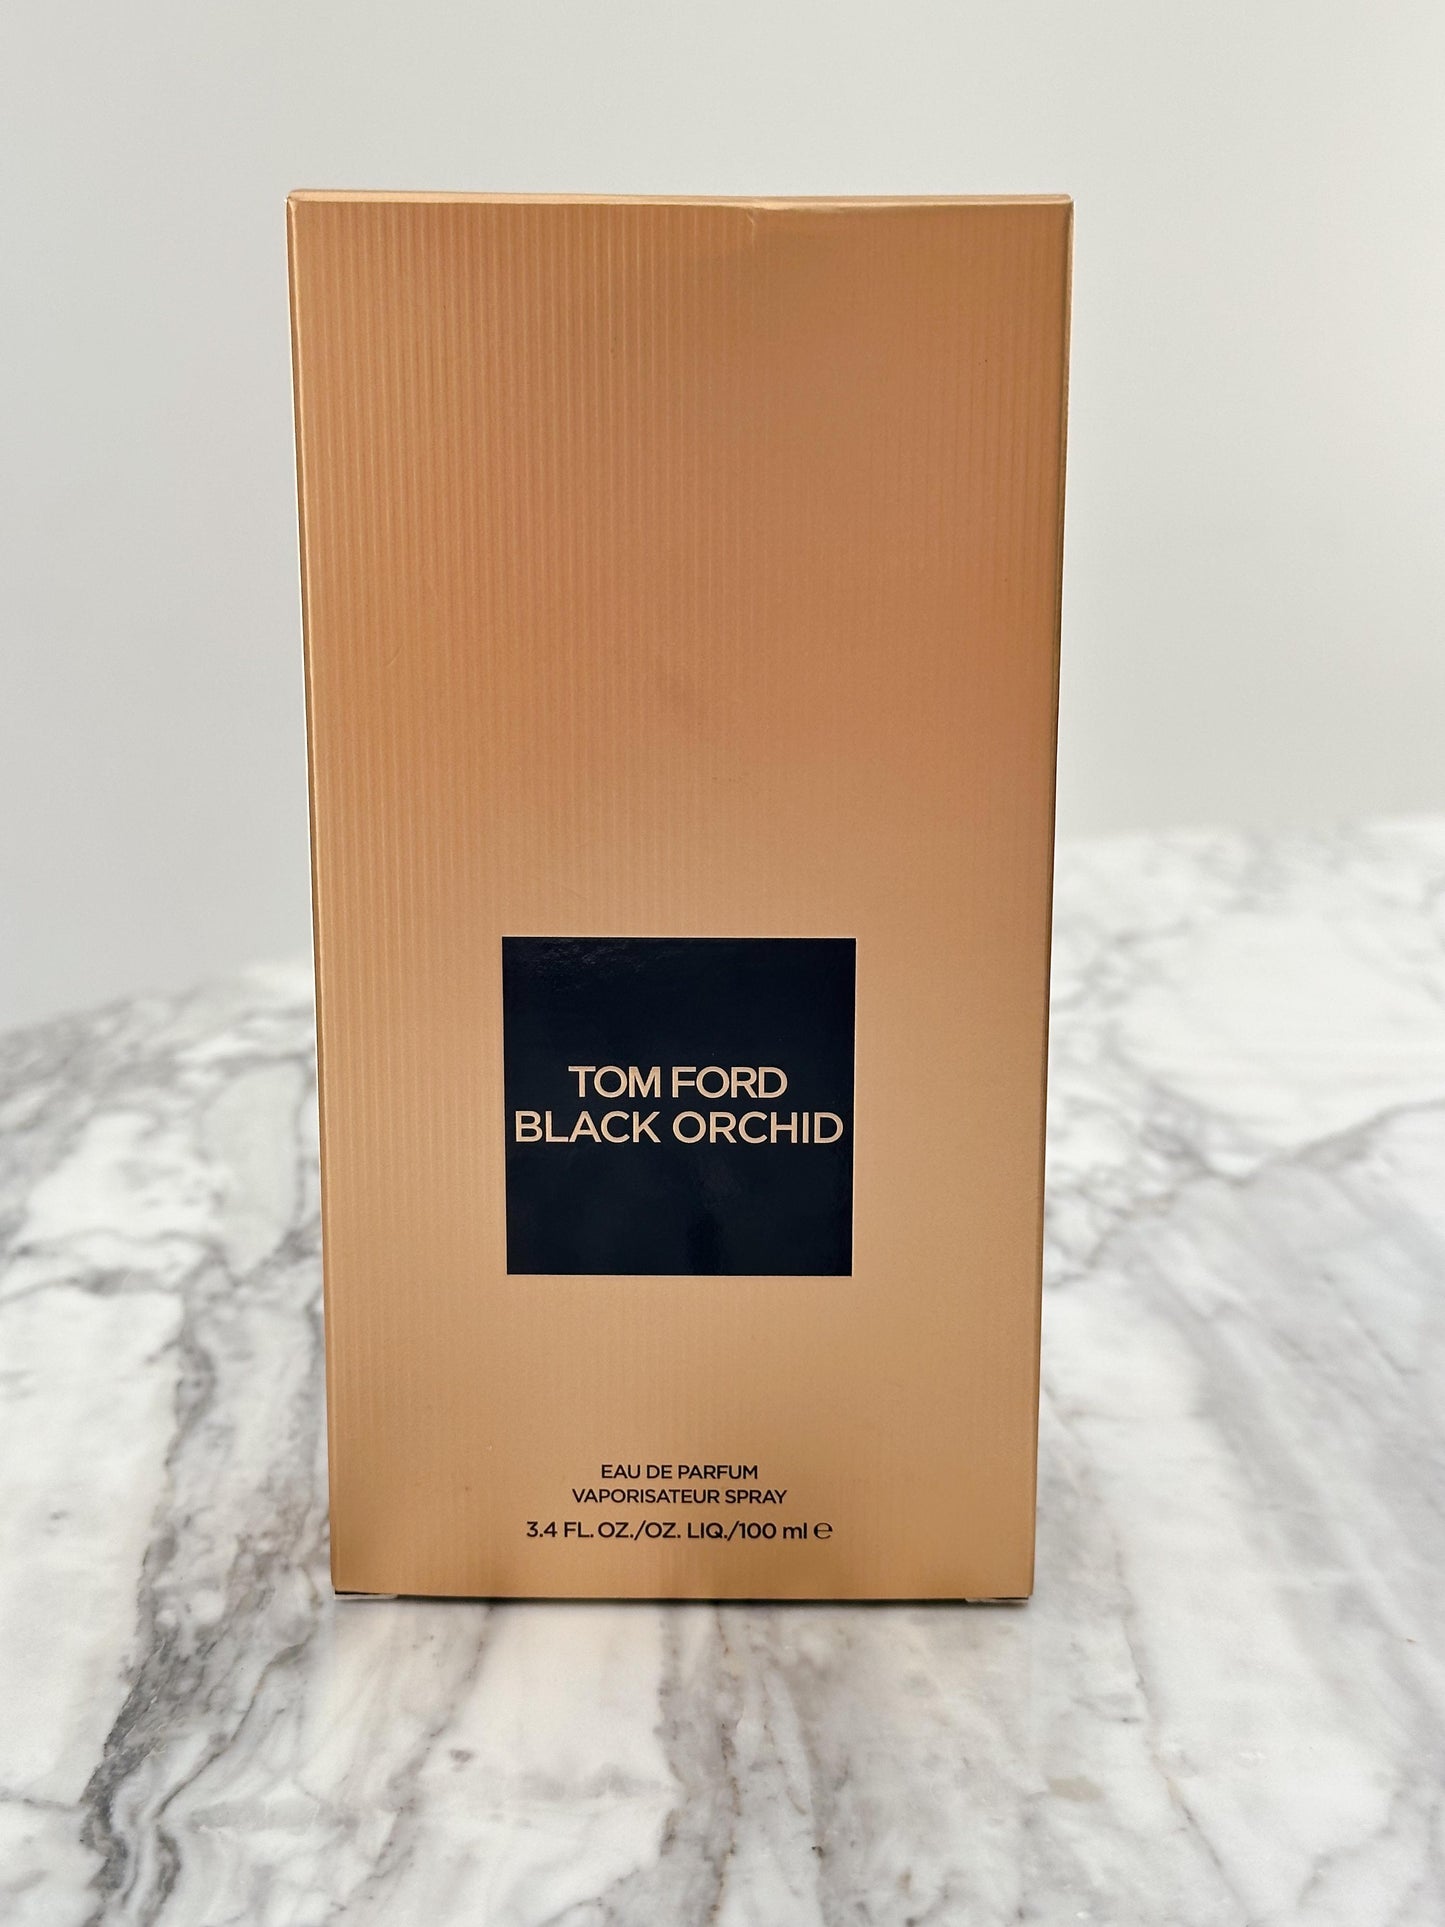 TOM FORD
BLACK ORCHID
EAU DE PARFUM
VAPORISATEUR SPRAY
3.4 FL. OZ./OZ. LIQ./100 ml ℮